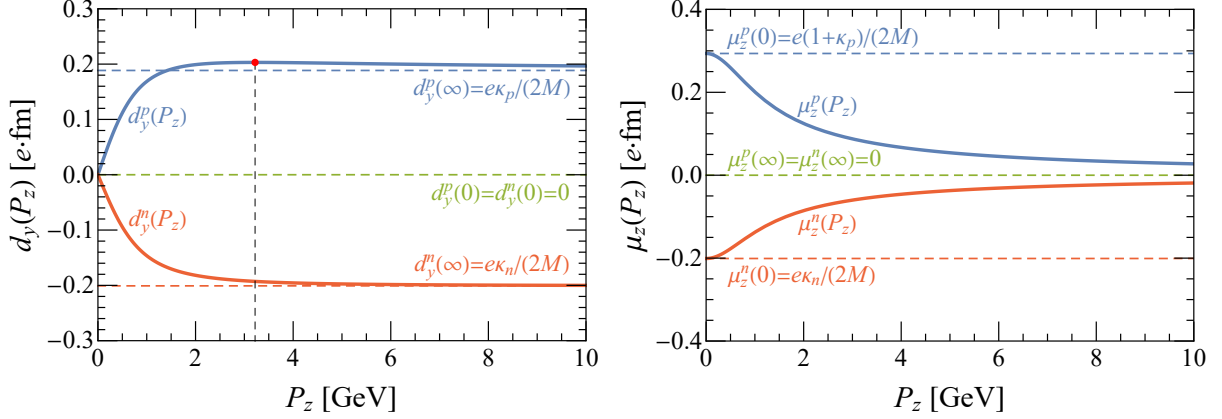 0.3
0.2
0.1
0.0
−0.1
−0.2
−0.3
d_y(P_z) [e·fm]
d_y^p(∞)=eκ_p/(2M)
d_y^p(P_z)
d_y^p(0)=d_y^n(0)=0
d_y^n(P_z)
d_y^n(∞)=eκ_n/(2M)
0 2 4 6 8 10
P_z [GeV]
0.4
0.2
0.0
−0.2
−0.4
μ_z(P_z) [e·fm]
μ_z^p(0)=e(1+κ_p)/(2M)
μ_z^p(P_z)
μ_z^p(∞)=μ_z^n(∞)=0
μ_z^n(P_z)
μ_z^n(0)=eκ_n/(2M)
0 2 4 6 8 10
P_z [GeV]